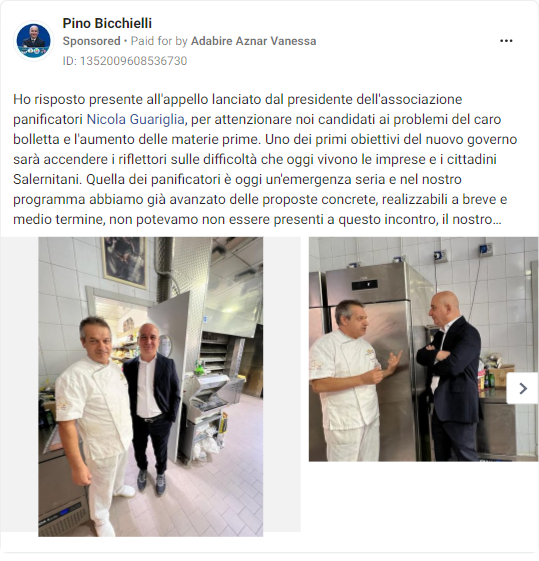 Pino Bicchielli
Sponsored • Paid for by Adabire Aznar Vanessa
ID: 1352009608536730
Ho risposto presente all'appello lanciato dal presidente dell'associazione
panificatori Nicola Guariglia, per attenzionare noi candidati ai problemi del caro
bolletta e l'aumento delle materie prime. Uno dei primi obiettivi del nuovo governo
sarà accendere i riflettori sulle difficoltà che oggi vivono le imprese e i cittadini
Salernitani. Quella dei panificatori è oggi un'emergenza seria e nel nostro
programma abbiamo già avanzato delle proposte concrete, realizzabili a breve e
medio termine, non potevamo non essere presenti a questo incontro, il nostro…